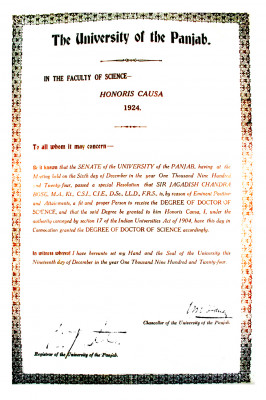 The University of the Panjab.
IN THE FACULTY OF SCIENCE—
HONORIS CAUSA
1924.
To all whom it may concern—
Be it known that the SENATE of the UNIVERSITY of the PANJAB, having at the
Meeting held on the Sixth day of December in the year One Thousand Nine Hundred
and Twenty-four, passed a special Resolution that SIR JAGADISH CHANDRA
BOSE, M.A., Kt., C.S.I., C.I.E., D.Sc., LL.D., F.R.S., is, by reason of Eminent Position
and Attainments, a fit and proper Person to receive the DEGREE OF DOCTOR OF
SCIENCE, and that the said Degree be granted to him Honoris Causa, I, under the
authority conveyed by section 17 of the Indian Universities Act of 1904, have this day in
Convocation granted the DEGREE OF DOCTOR OF SCIENCE accordingly.
In witness whereof I have hereunto set my Hand and the Seal of the University this
Nineteenth day of December in the year One Thousand Nine Hundred and Twenty-four.
Chancellor of the University of the Punjab.
Registrar of the University of the Panjab.